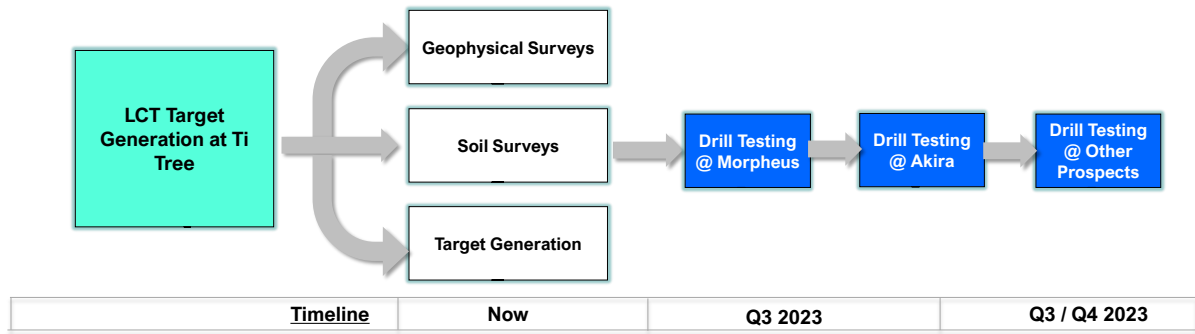 LCT Target
Generation at Ti
Tree
Geophysical Surveys
Soil Surveys
Target Generation
Drill Testing
@ Morpheus
Drill Testing
@ Akira
Drill Testing
@ Other
Prospects
Timeline
Now
Q3 2023
Q3 / Q4 2023